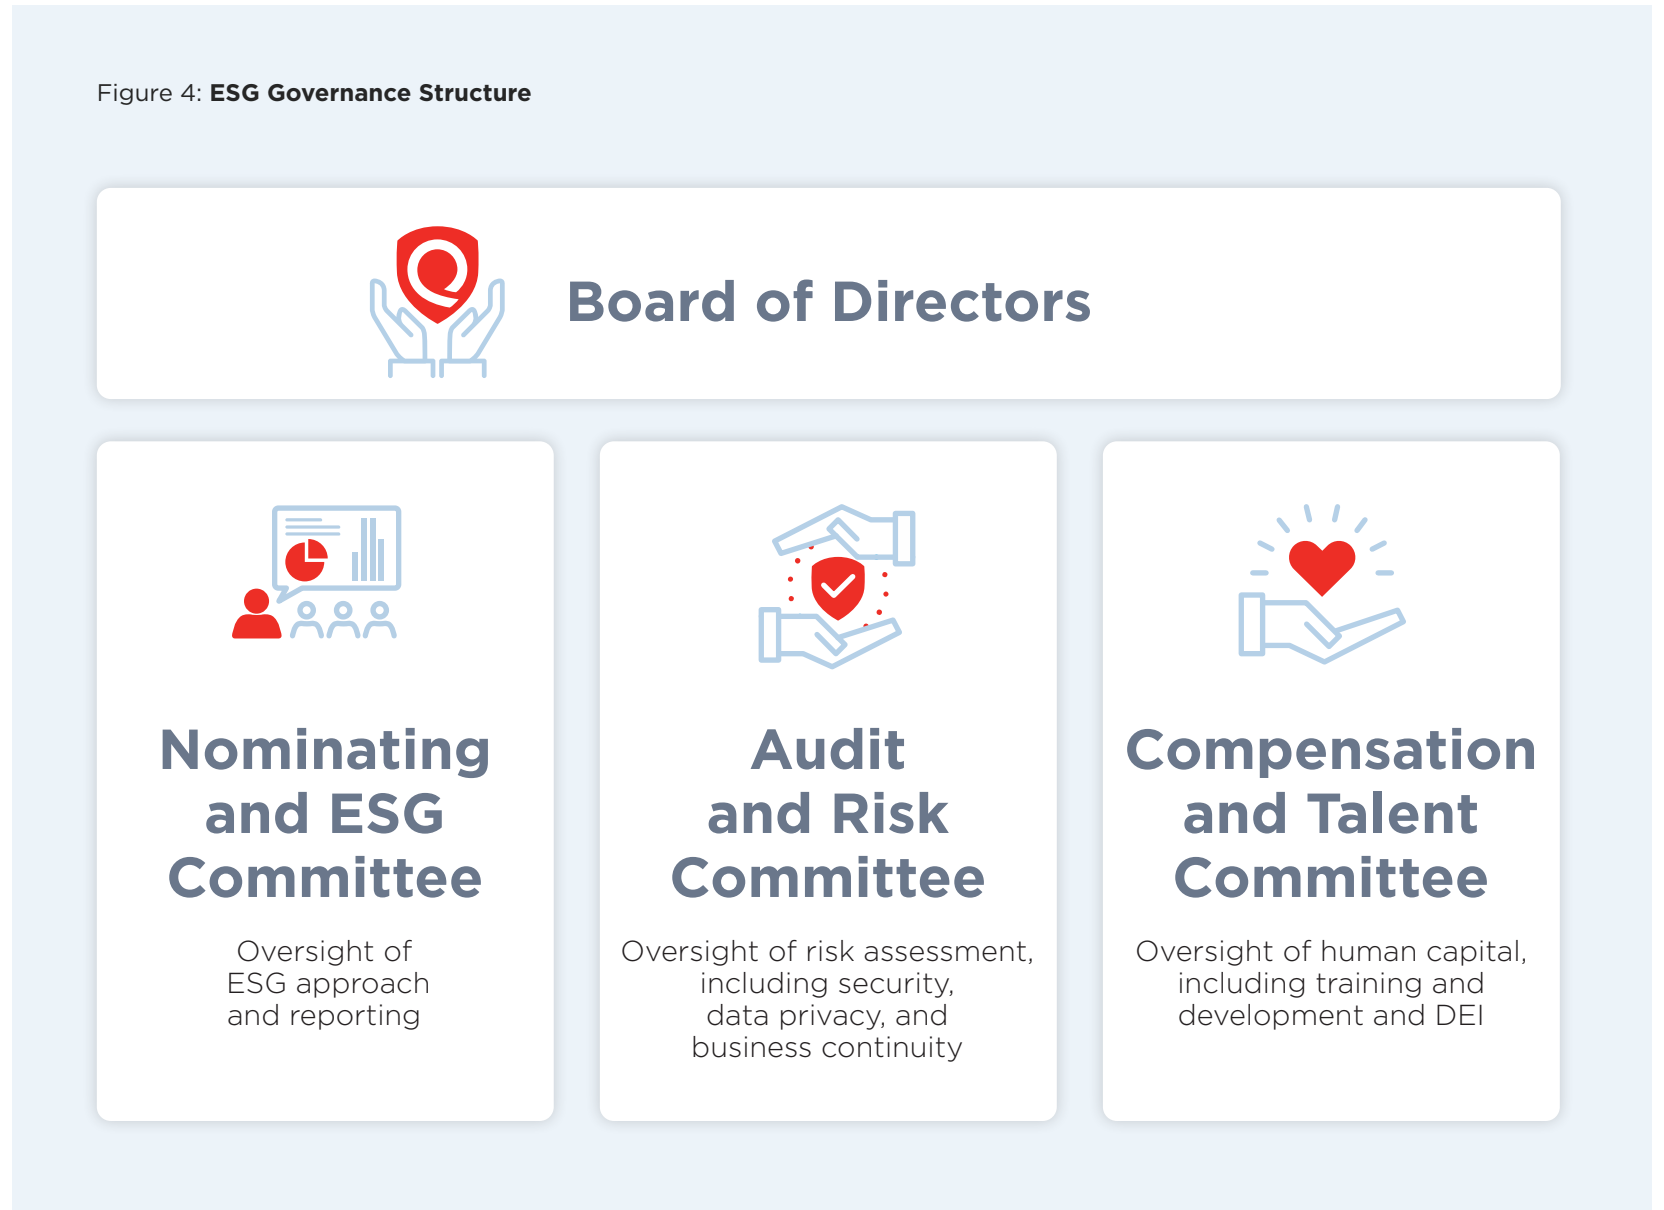 Figure 4: ESG Governance Structure
Board of Directors
Nominating
and ESG
Committee
Oversight of
ESG approach
and reporting
Audit
and Risk
Committee
Oversight of risk assessment,
including security,
data privacy, and
business continuity
Compensation
and Talent
Committee
Oversight of human capital,
including training and
development and DEI